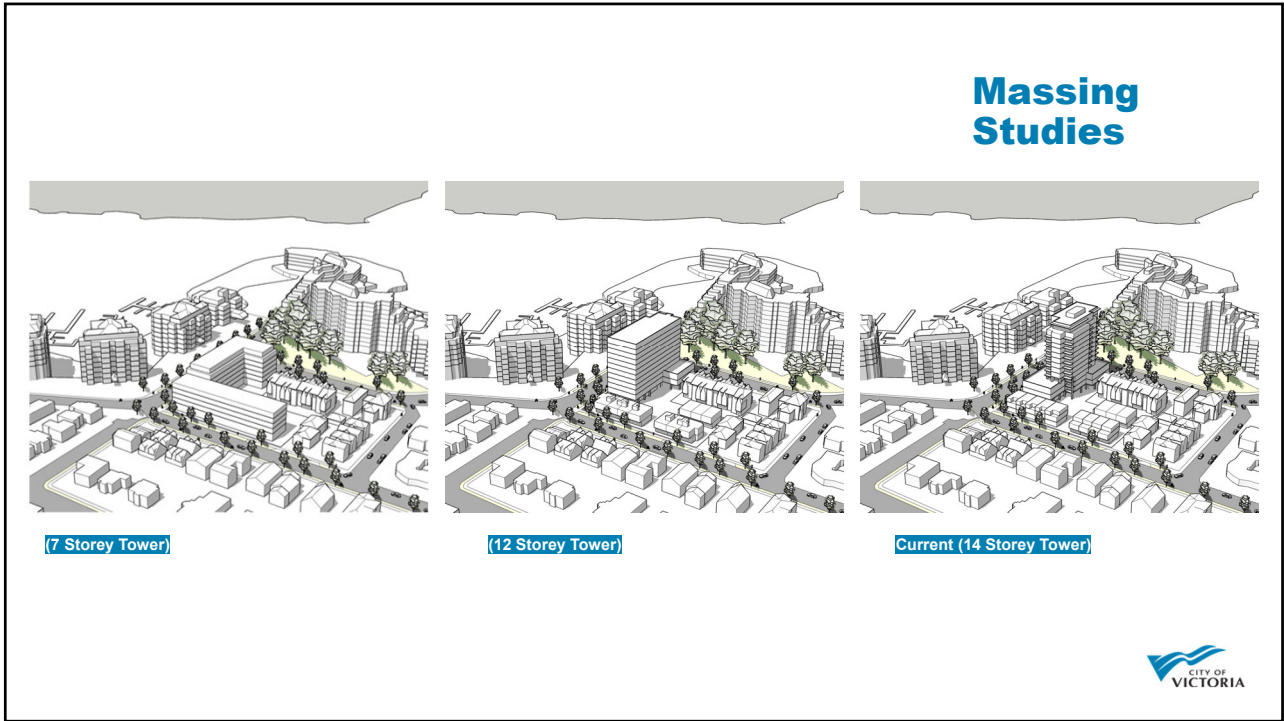 Massing
Studies
(7 Storey Tower)
(12 Storey Tower)
Current (14 Storey Tower)
CITY OF
VICTORIA